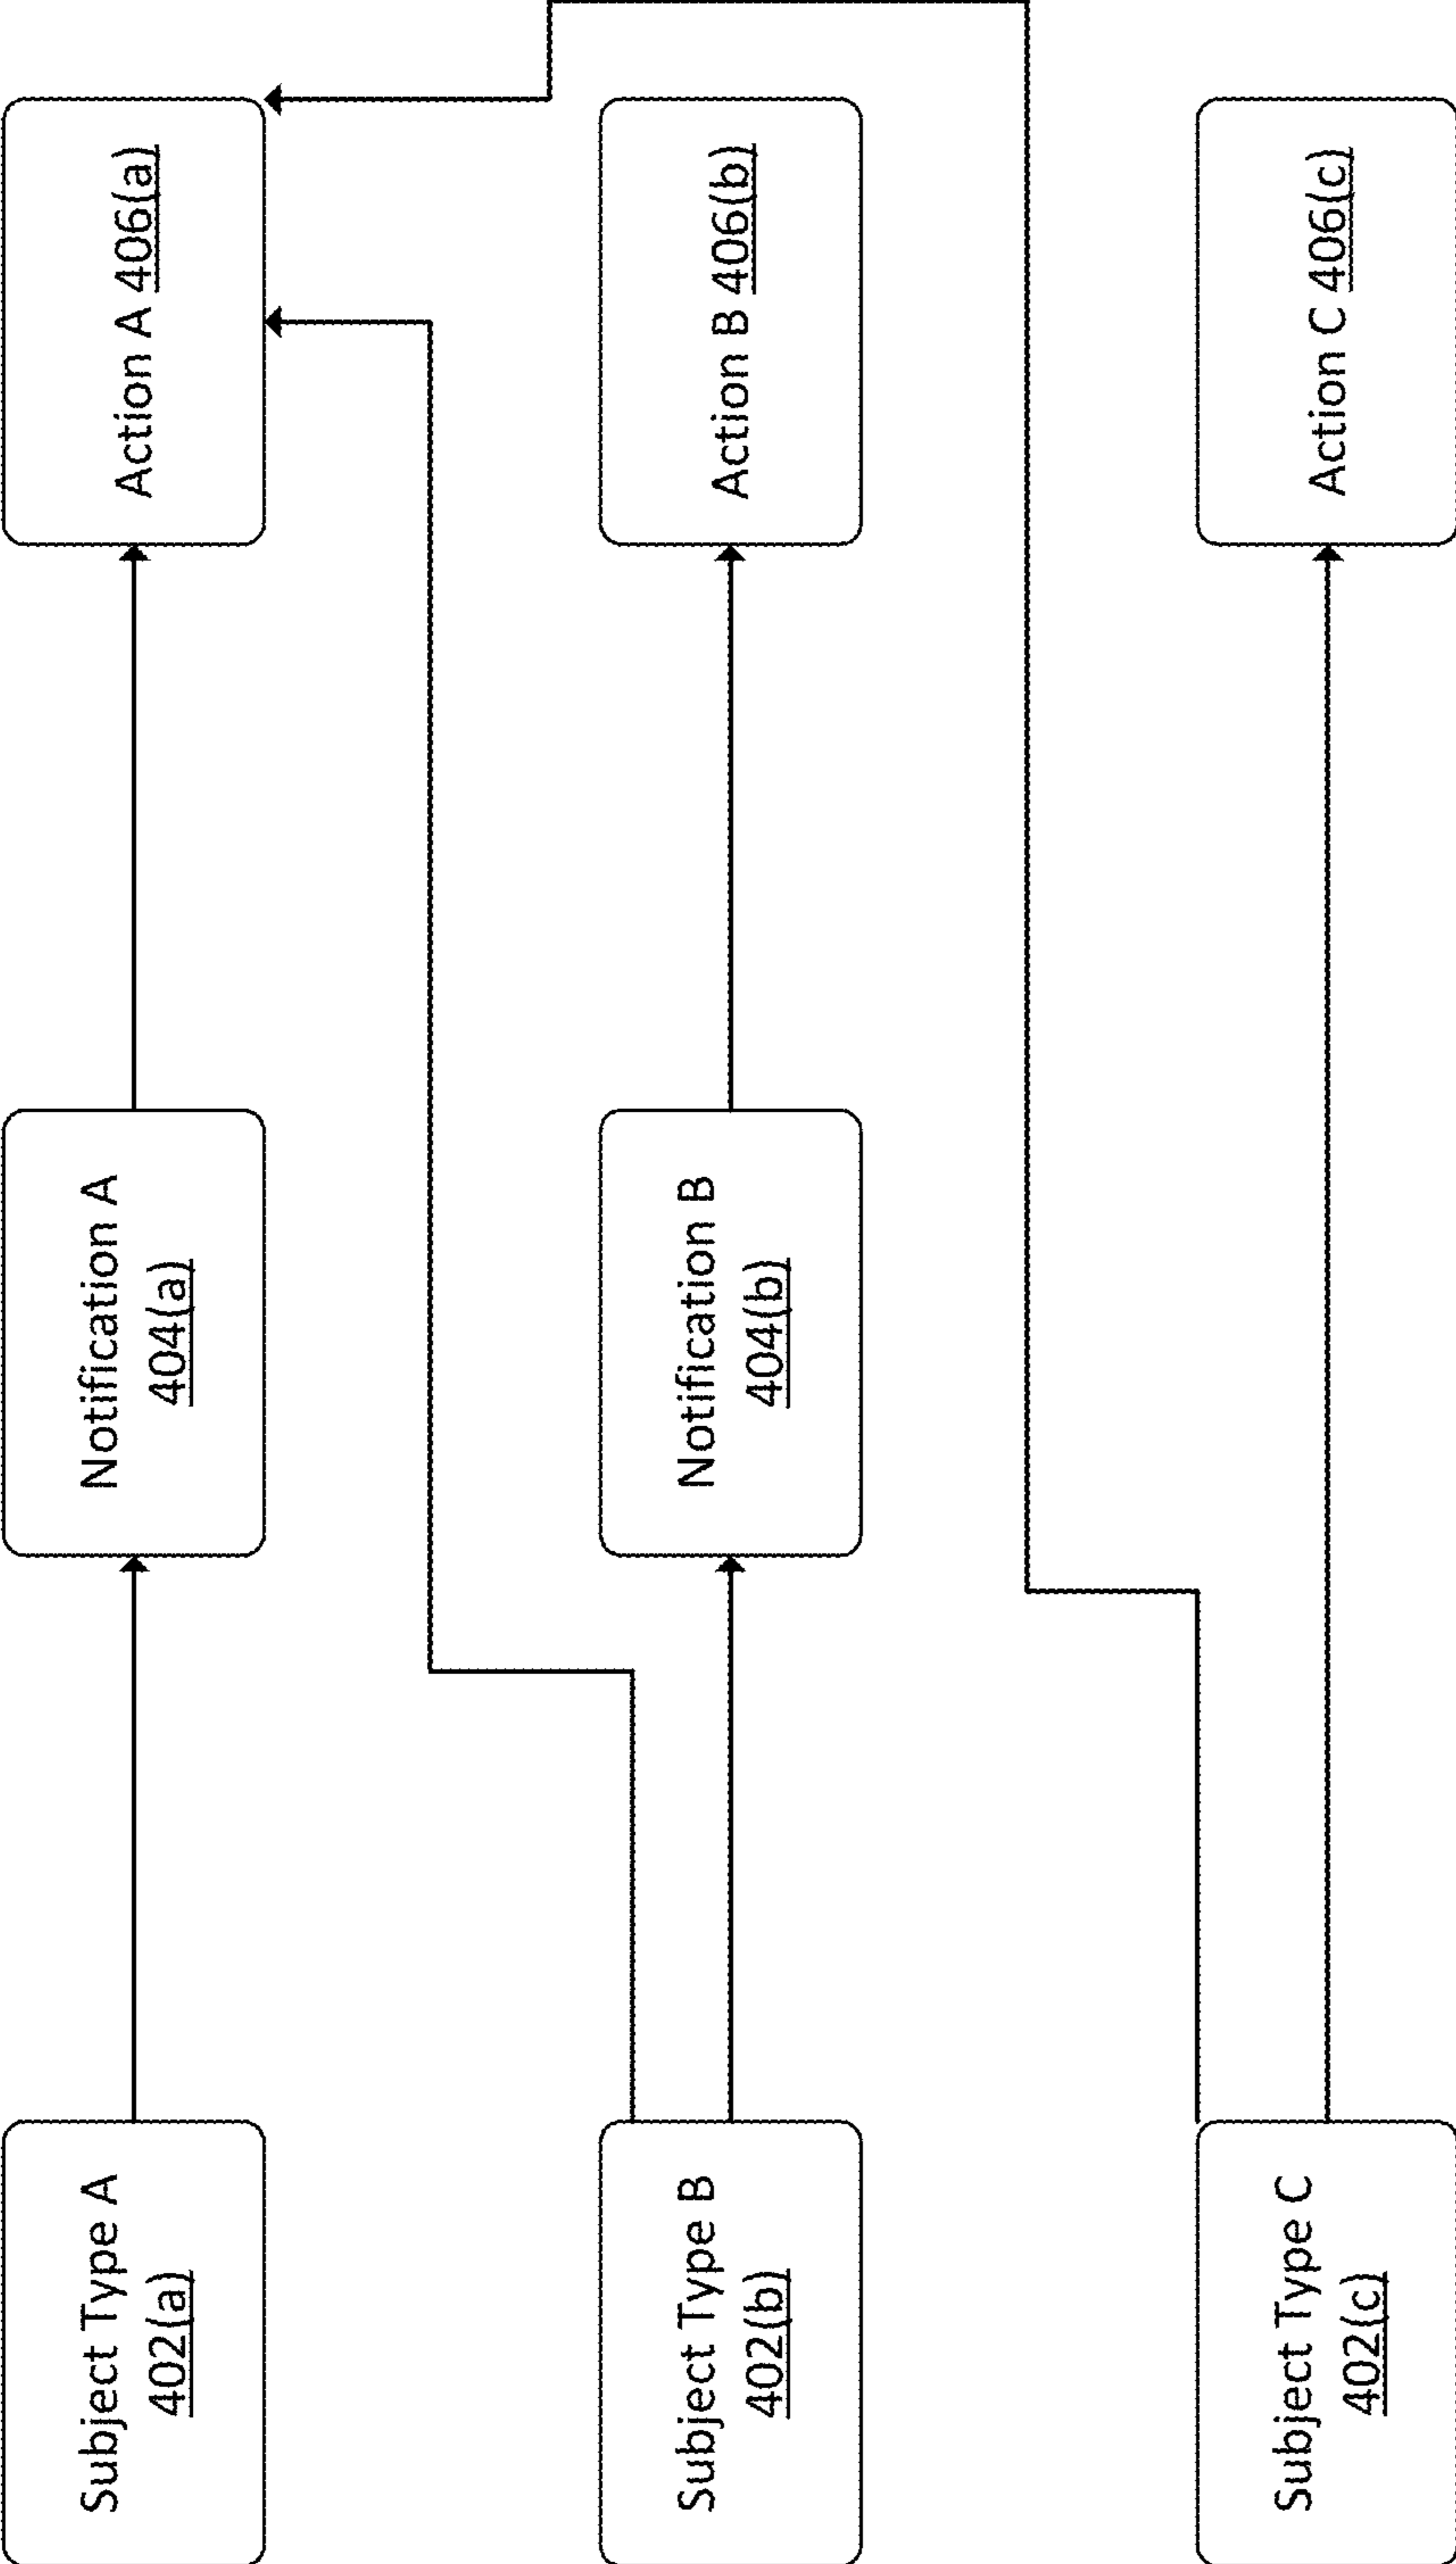 Subject Type A
402(a)
Notification A
404(a)
Action A 406(a)
Subject Type B
402(b)
Notification B
404(b)
Action B 406(b)
Subject Type C
402(c)
Action C 406(c)